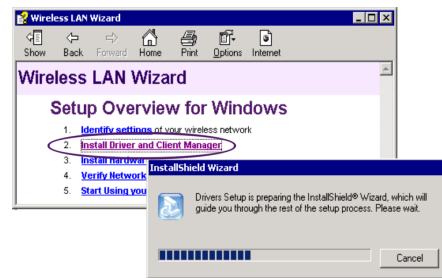 Wireless LAN Wizard
Show Back Forward Home Print Options Internet
Wireless LAN Wizard
Setup Overview for Windows
1. Identify settings of your wireless network
2. Install Driver and Client Manager
3. Install Hardwar
4. Verify Network
5. Start Using you
InstallShield Wizard
Drivers Setup is preparing the InstallShield® Wizard, which will
guide you through the rest of the setup process. Please wait.
Cancel